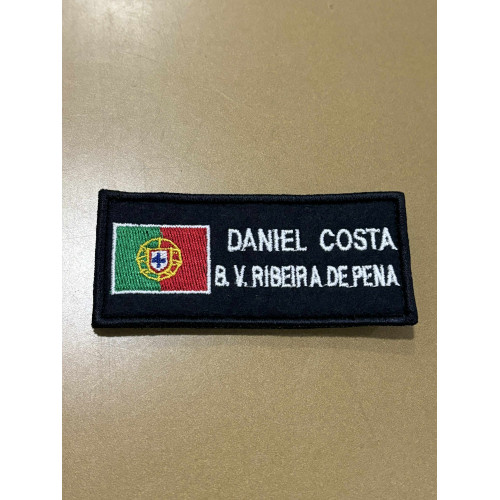 DANIEL COSTA
B. V. RIBEIRA DE PENA